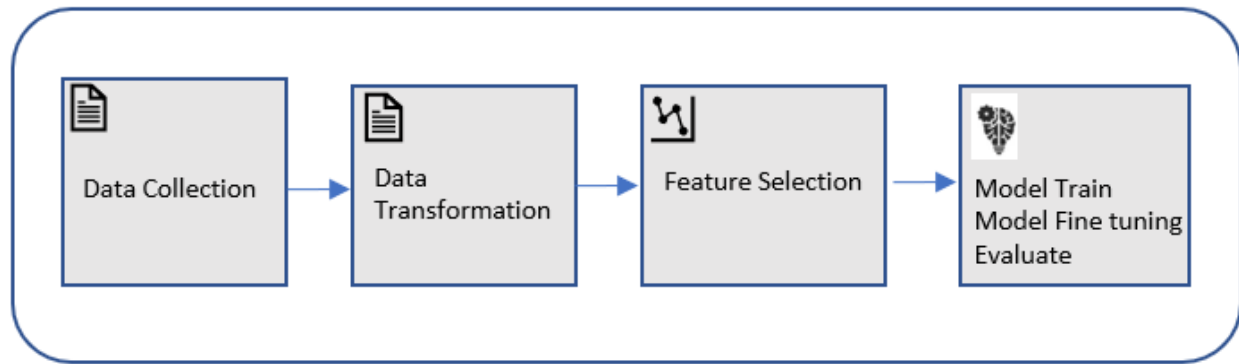 Data Collection
Data
Transformation
Feature Selection
Model Train
Model Fine tuning
Evaluate